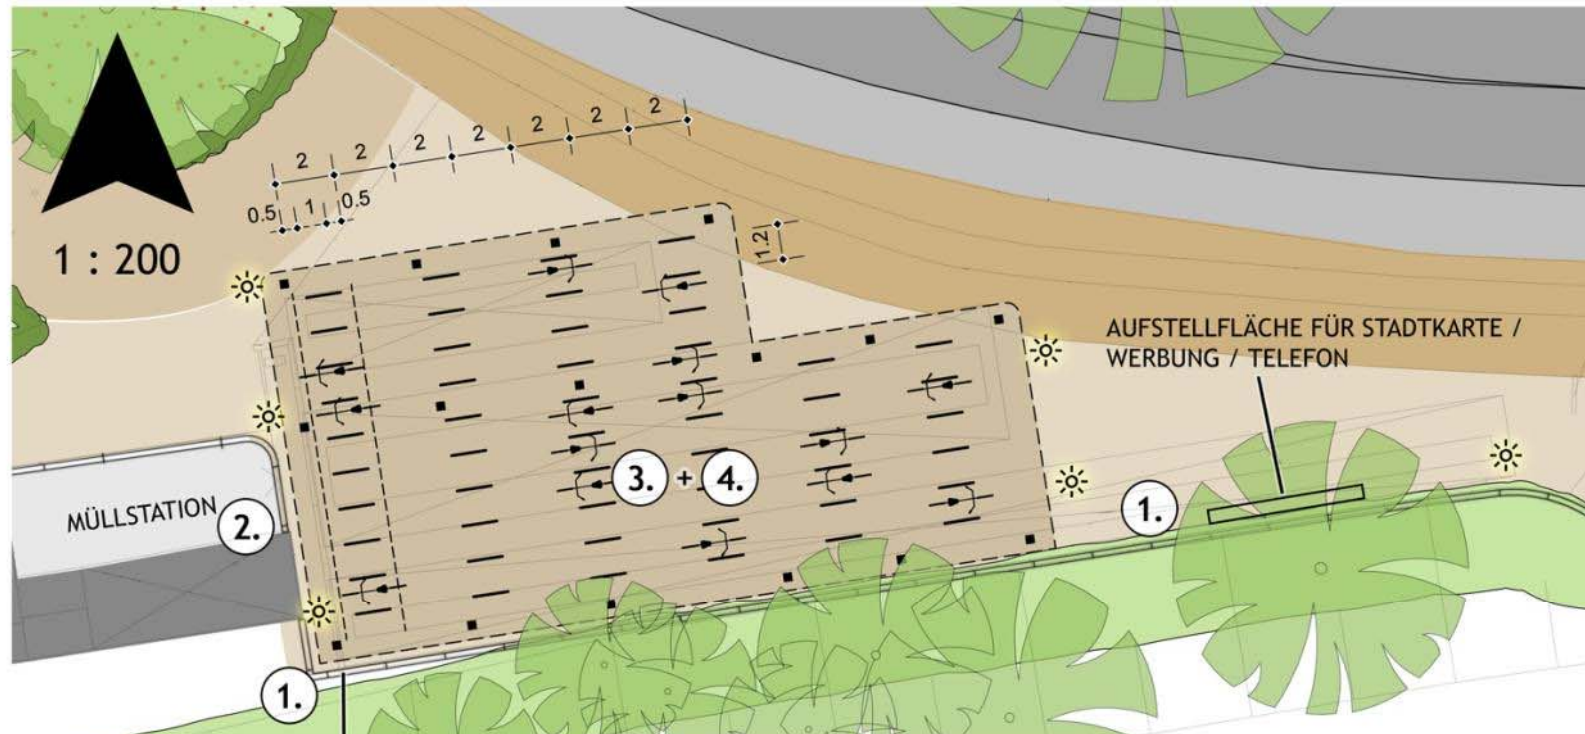 2
2
2
2
2
2
2
0.5
1
0.5
1.2
1 : 200
AUFSTELLFLÄCHE FÜR STADTKARTE /
WERBUNG / TELEFON
MÜLLSTATION
2.
3. + 4.
1.
1.